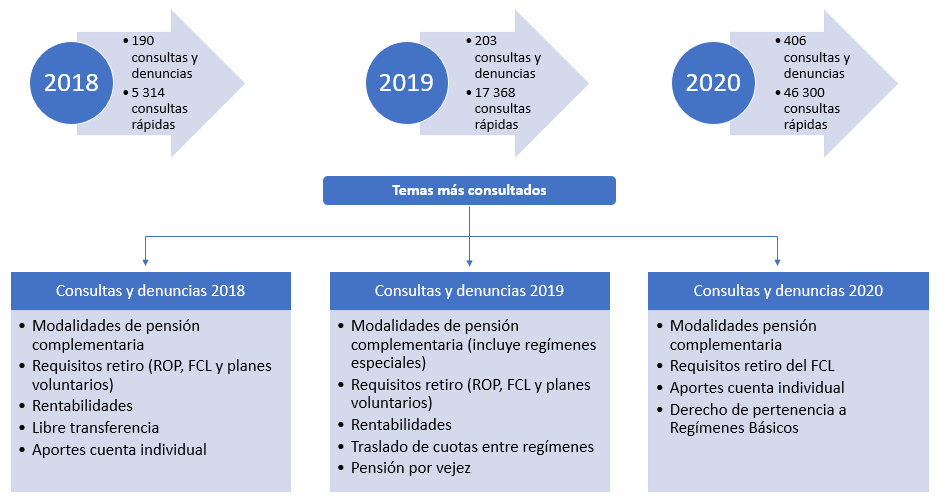 2018
• 190
consultas y
denuncias
• 5 314
consultas
rápidas
2019
• 203
consultas y
denuncias
• 17 368
consultas
rápidas
2020
• 406
consultas y
denuncias
• 46 300
consultas
rápidas
Temas más consultados
Consultas y denuncias 2018
• Modalidades de pensión
complementaria
• Requisitos retiro (ROP, FCL y planes
voluntarios)
• Rentabilidades
• Libre transferencia
• Aportes cuenta individual
Consultas y denuncias 2019
• Modalidades de pensión
complementaria (incluye regímenes
especiales)
• Requisitos retiro (ROP, FCL y planes
voluntarios)
• Rentabilidades
• Traslado de cuotas entre regímenes
• Pensión por vejez
Consultas y denuncias 2020
• Modalidades pensión
complementaria
• Requisitos retiro del FCL
• Aportes cuenta individual
• Derecho de pertenencia a
Regímenes Básicos